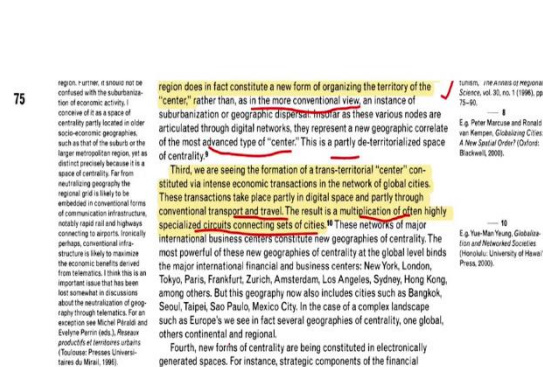 75
region. Further, it should not be
confused with the suburbaniza-
tion of economic activity. I
conceive of it as a space of
centrality partly located in older
socio-economic geographies,
such as that of the suburb or the
larger metropolitan region, yet as
distinct precisely because it is a
space of centrality. Far from
neutralizing geography the
regional grid is likely to be
embedded in conventional forms
of communication infrastructure,
notably rapid rail and highways
connecting to airports. Ironically
perhaps, conventional infra-
structure is likely to maximize
the economic benefits derived
from telematics. I think this is an
important issue that has been
lost somewhat in discussions
about the neutralization of geog-
raphy through telematics. For an
exception see Michel Péraldi and
Evelyne Perrin (eds.), Réseaux
productifs et territoires urbains
(Toulouse: Presses Universi-
taires du Mirail, 1996).
region does in fact constitute a new form of organizing the territory of the
“center,” rather than, as in the more conventional view, an instance of
suburbanization or geographic dispersal. Insofar as these various nodes are
articulated through digital networks, they represent a new geographic correlate
of the most advanced type of “center.” This is a partly de-territorialized space
of centrality.9
Third, we are seeing the formation of a trans-territorial “center” con-
stituted via intense economic transactions in the network of global cities.
These transactions take place partly in digital space and partly through
conventional transport and travel. The result is a multiplication of often highly
specialized circuits connecting sets of cities.10 These networks of major
international business centers constitute new geographies of centrality. The
most powerful of these new geographies of centrality at the global level binds
the major international financial and business centers: New York, London,
Tokyo, Paris, Frankfurt, Zurich, Amsterdam, Los Angeles, Sydney, Hong Kong,
among others. But this geography now also includes cities such as Bangkok,
Seoul, Taipei, Sao Paulo, Mexico City. In the case of a complex landscape
such as Europe’s we see in fact several geographies of centrality, one global,
others continental and regional.
Fourth, new forms of centrality are being constituted in electronically
generated spaces. For instance, strategic components of the financial
turism, The Annals of Regional
Science, vol. 30, no. 1 (1996), pp
75–90.
8
E.g. Peter Marcuse and Ronald
van Kempen, Globalizing Cities:
A New Spatial Order? (Oxford:
Blackwell, 2000).
10
E.g. Yue-Man Yeung, Globaliza-
tion and Networked Societies
(Honolulu: University of Hawai'
Press, 2000).